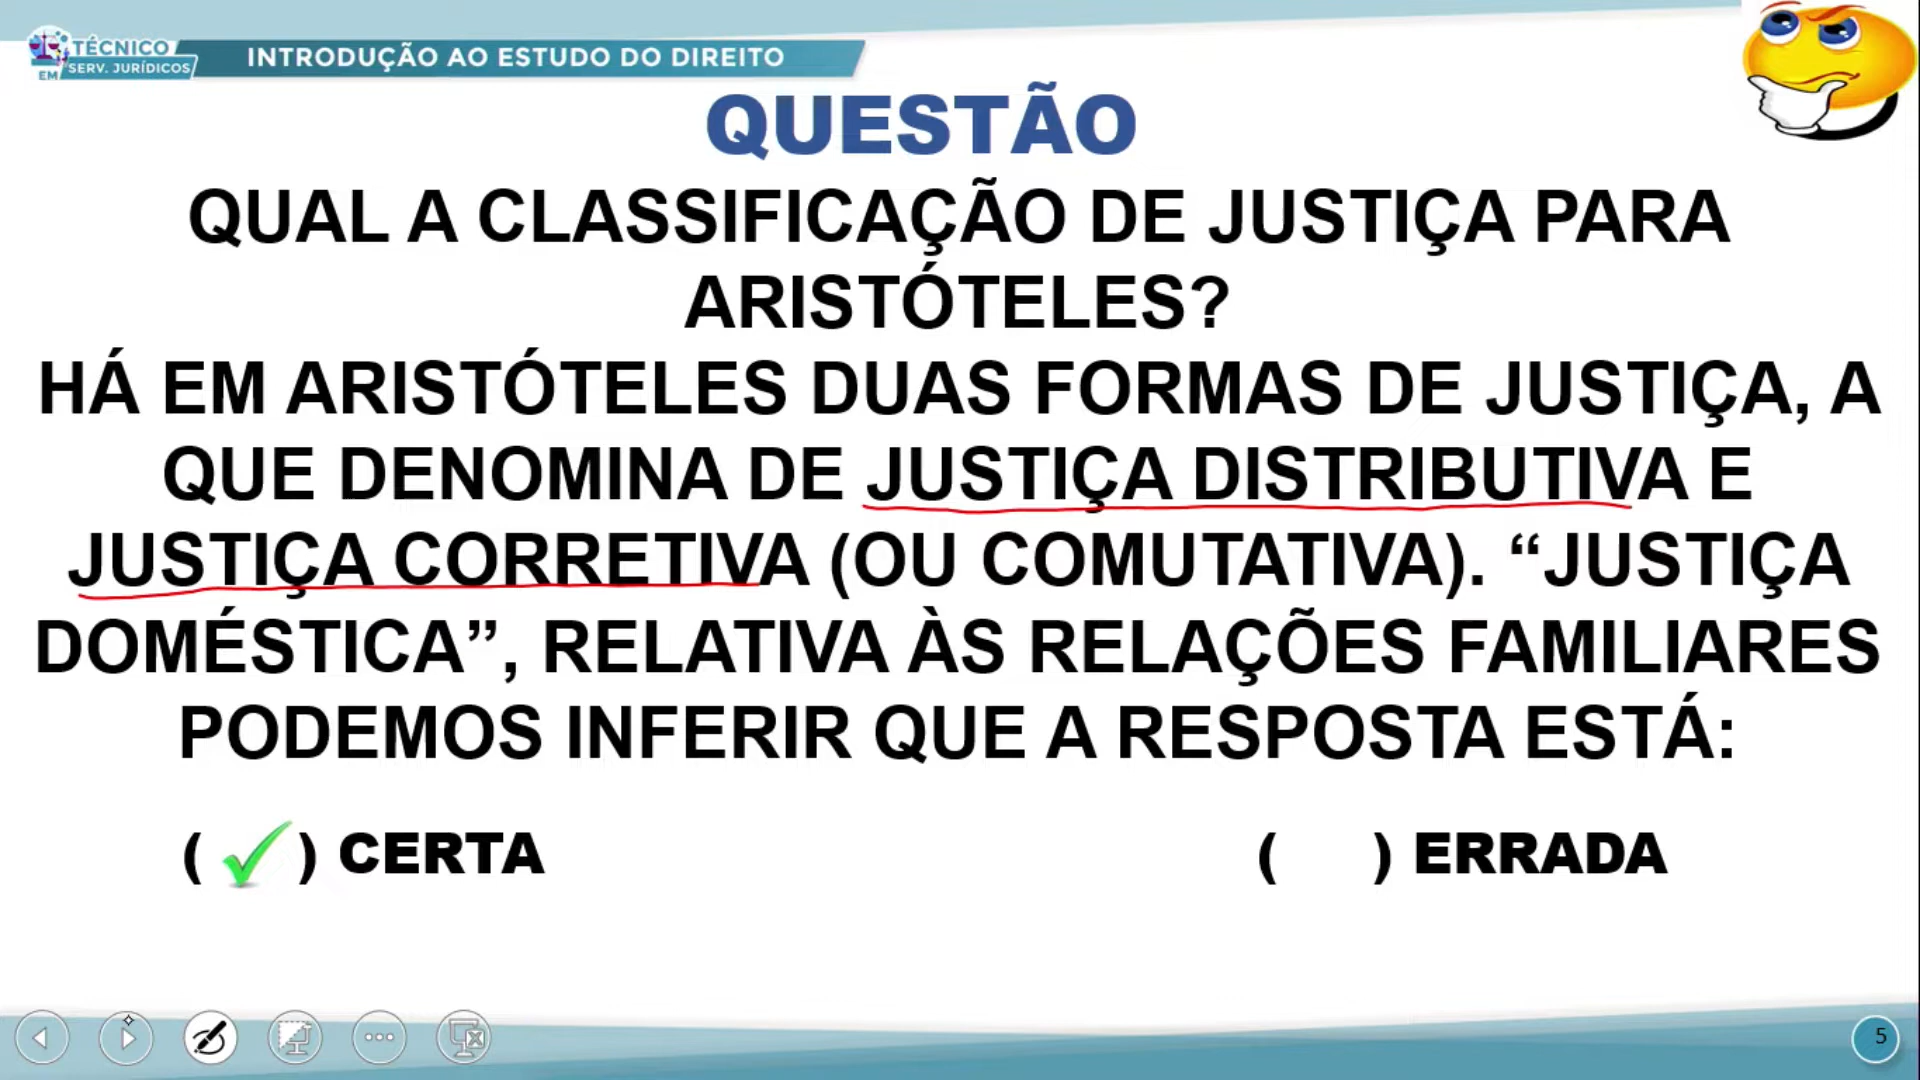 TÉCNICO
EM SERV. JURÍDICOS
INTRODUÇÃO AO ESTUDO DO DIREITO
QUESTÃO
QUAL A CLASSIFICAÇÃO DE JUSTIÇA PARA
ARISTÓTELES?
HÁ EM ARISTÓTELES DUAS FORMAS DE JUSTIÇA, A
QUE DENOMINA DE JUSTIÇA DISTRIBUTIVA E
JUSTIÇA CORRETIVA (OU COMUTATIVA). “JUSTIÇA
DOMÉSTICA”, RELATIVA ÀS RELAÇÕES FAMILIARES
PODEMOS INFERIR QUE A RESPOSTA ESTÁ:
( ✓ ) CERTA ( ) ERRADA
5